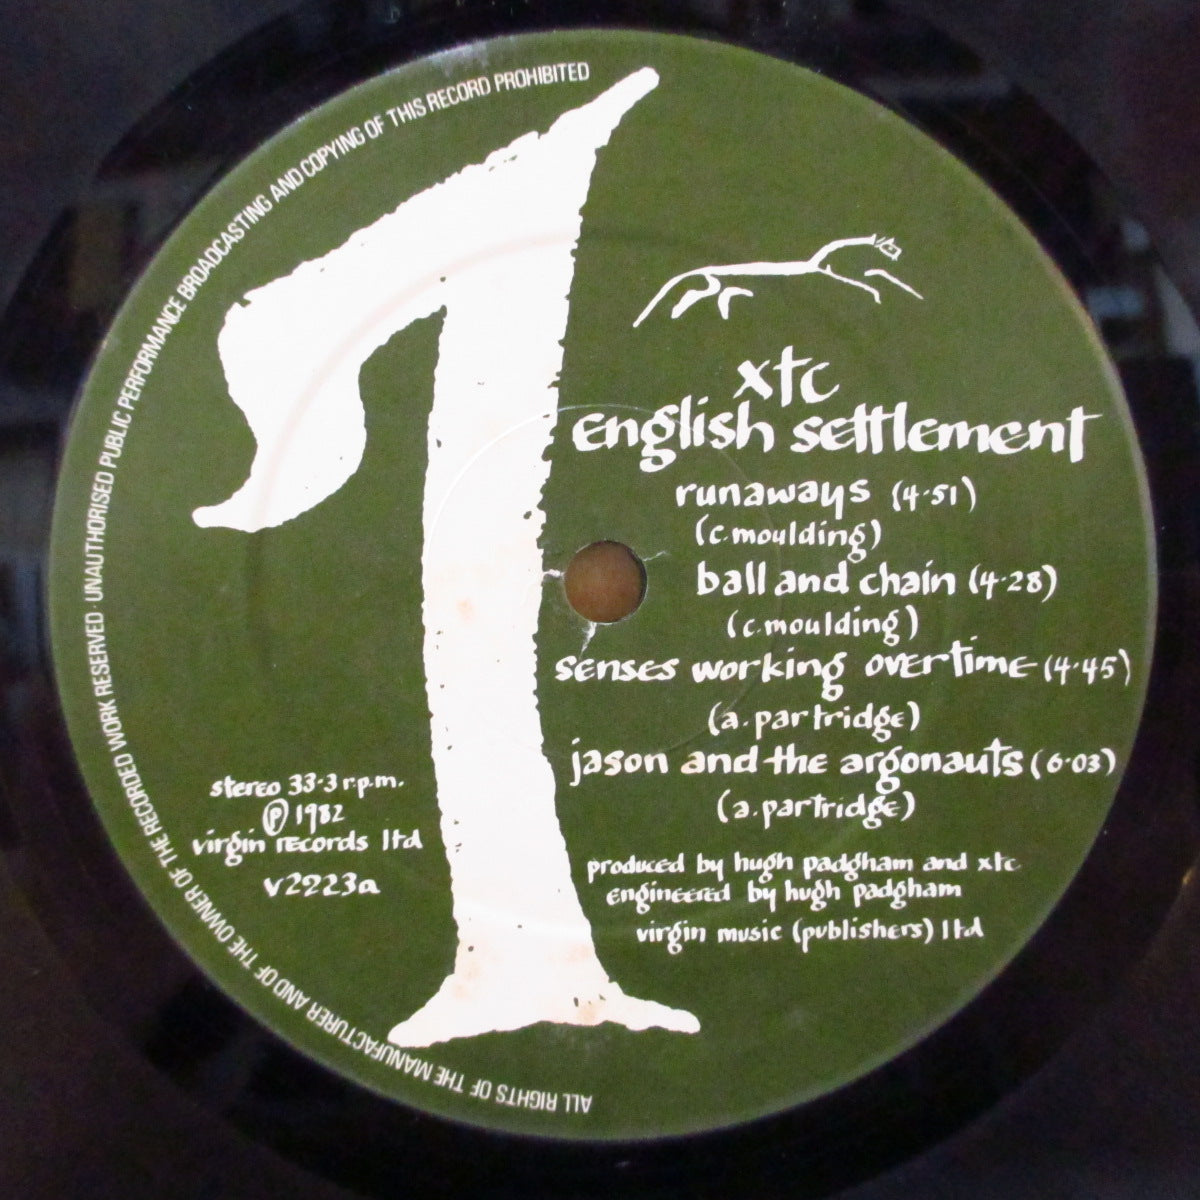 ALL RIGHTS OF THE MANUFACTURER AND OF THE OWNER OF THE RECORDED WORK RESERVED · UNAUTHORISED PUBLIC PERFORMANCE BROADCASTING AND COPYING OF THIS RECORD PROHIBITED
1
xtc
english settlement
runaways (4·51)
(c.moulding)
ball and chain (4·28)
(c.moulding)
senses working overtime (4·45)
(a.partridge)
jason and the argonauts (6·03)
(a.partridge)
produced by hugh padgham and xtc
engineered by hugh padgham
virgin music (publishers) ltd
stereo 33·3 r.p.m.
℗ 1982
virgin records ltd
v2223a